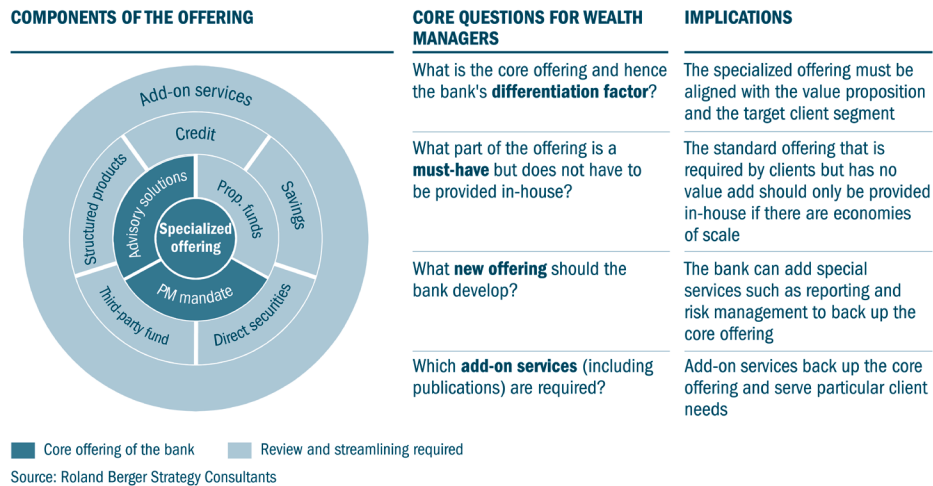 COMPONENTS OF THE OFFERING
Add-on services
Credit
Structured products
Savings
Advisory solutions
Prop. funds
Specialized
offering
PM mandate
Third-party fund
Direct securities
CORE QUESTIONS FOR WEALTH
MANAGERS
IMPLICATIONS
What is the core offering and hence
the bank's differentiation factor?
The specialized offering must be
aligned with the value proposition
and the target client segment
What part of the offering is a
must-have but does not have to
be provided in-house?
The standard offering that is
required by clients but has no
value add should only be provided
in-house if there are economies
of scale
What new offering should the
bank develop?
The bank can add special
services such as reporting and
risk management to back up the
core offering
Which add-on services (including
publications) are required?
Add-on services back up the core
offering and serve particular client
needs
Core offering of the bank
Review and streamlining required
Source: Roland Berger Strategy Consultants